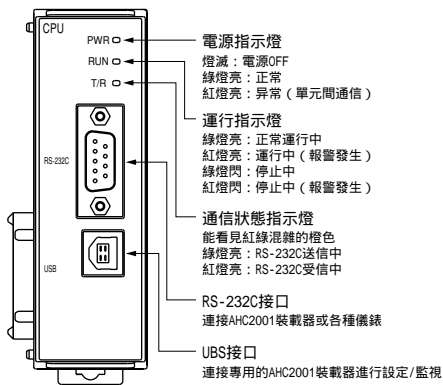 CPU
PWR
RUN
T/R
RS-232C
USB
電源指示燈
燈滅：電源OFF
綠燈亮：正常
紅燈亮：异常（單元間通信）
運行指示燈
綠燈亮：正常運行中
紅燈亮：運行中（報警發生）
綠燈閃：停止中
紅燈閃：停止中（報警發生）
通信狀態指示燈
能看見紅綠混雜的橙色
綠燈亮：RS-232C送信中
紅燈亮：RS-232C受信中
RS-232C接口
連接AHC2001裝載器或各種儀錶
UBS接口
連接專用的AHC2001裝載器進行設定/監視